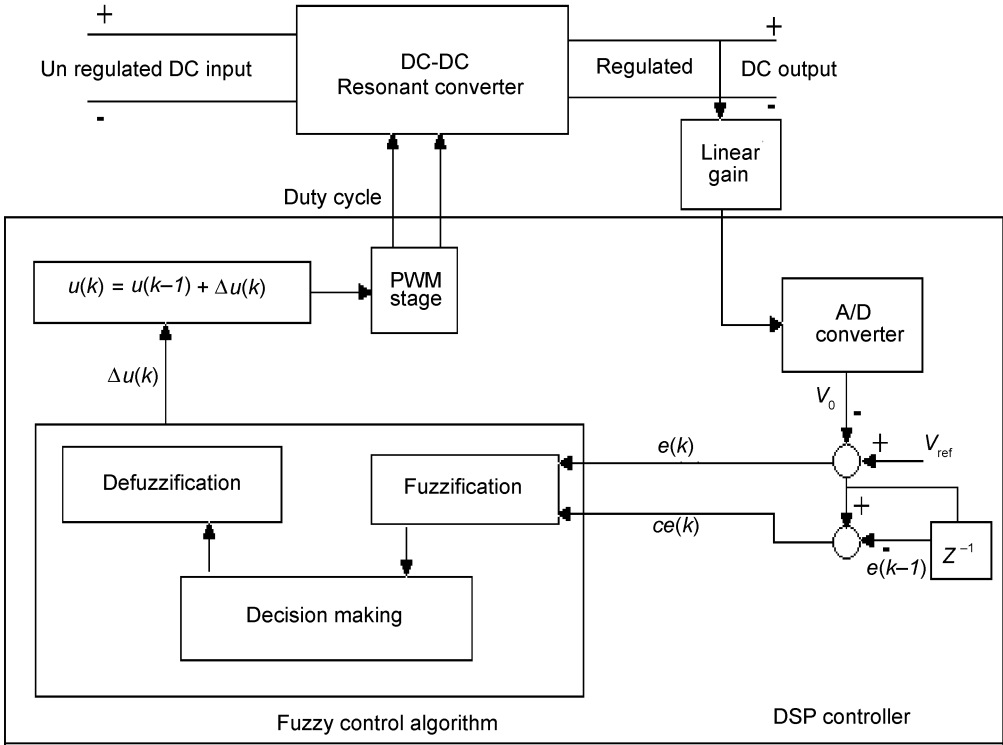 + +
Un regulated DC input
DC-DC
Resonant converter
Regulated DC output
- -
Linear
gain
Duty cycle
u(k) = u(k–1) + Δu(k)
PWM
stage
A/D
converter
Δu(k)
V₀ -
e(k) + Vref
Defuzzification
Fuzzification
ce(k) +
- e(k–1)
Z⁻¹
Decision making
Fuzzy control algorithm
DSP controller